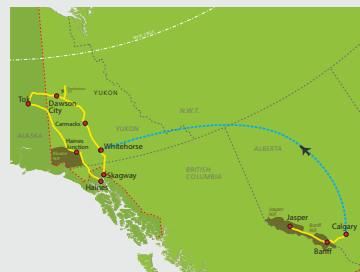 YUKON
Tok
Dawson
City
N.W.T.
Carmacks
YUKON
ALASKA
Haines
Junction
Whitehorse
ALBERTA
BRITISH
COLUMBIA
Skagway
Haines
Jasper
Banff
Calgary